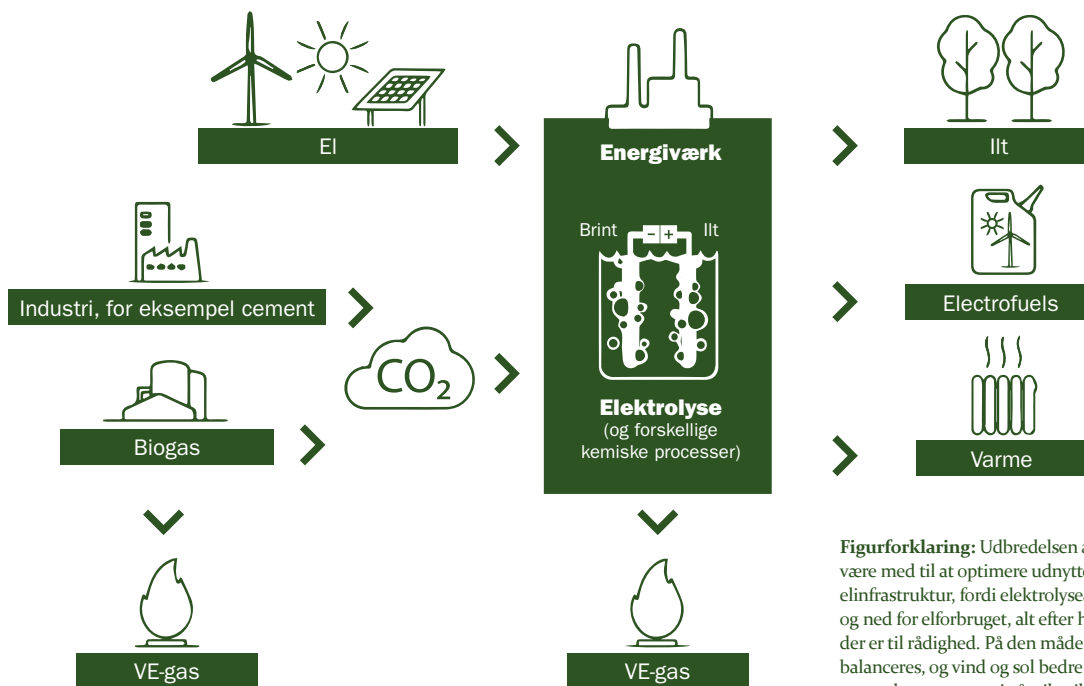 El
Energiværk
Ilt
Brint
- +
Ilt
Industri, for eksempel cement
Electrofuels
CO₂
Elektrolyse
(og forskellige
kemiske processer)
Biogas
Varme
VE-gas
VE-gas
Figurforklaring: Udbredelsen
være med til at optimere
elinfrastruktur, fordi
og ned for elforbruget, alt efter
der er til rådighed. På den måde
balanceres, og vind og sol bedre